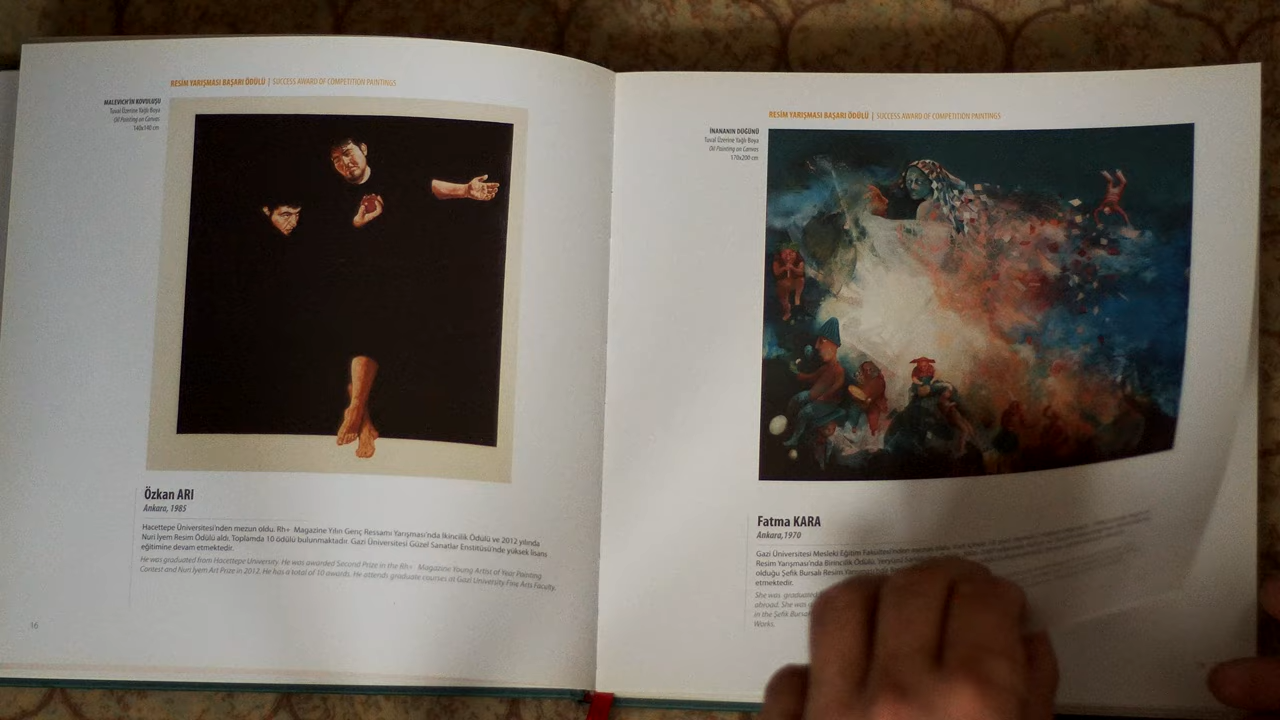 RESİM YARIŞMASI BAŞARI ÖDÜLÜ | SUCCESS AWARD OF COMPETITION PAINTINGS
MALEVICH'IN KOVULUŞU
Tuval Üzerine Yağlı Boya
Oil Painting on Canvas
140x140 cm
Özkan ARI
Ankara, 1985
Hacettepe Üniversitesi'nden mezun oldu. Rh+ Magazine Yılın Genç Ressamı Yarışması'nda İkincilik Ödülü ve 2012 yılında
Nuri İyem Resim Ödülü aldı. Toplamda 10 ödülü bulunmaktadır. Gazi Üniversitesi Güzel Sanatlar Enstitüsü'nde yüksek lisans
eğitimine devam etmektedir.
He was graduated from Hacettepe University. He was awarded Second Prize in the Rh+ Magazine Young Artist of Year Painting
Contest and Nuri İyem Art Prize in 2012. He has a total of 10 awards. He attends graduate courses at Gazi University Fine Arts Faculty.
16
RESİM YARIŞMASI BAŞARI ÖDÜLÜ | SUCCESS AWARD OF COMPETITION PAINTINGS
İNANANIN DÜĞÜNÜ
Tuval Üzerine Yağlı Boya
Oil Painting on Canvas
170x200 cm
Fatma KARA
Ankara,1970
Gazi Üniversitesi Mesleki Eğitim Fakültesi'nden mezun oldu.
Resim Yarışması'nda Birincilik Ödülü,
olduğu Şefik Bursalı Resim Yarışması'nda
etmektedir.
She was graduated
abroad. She was
in the Şefik Bursalı
Works.